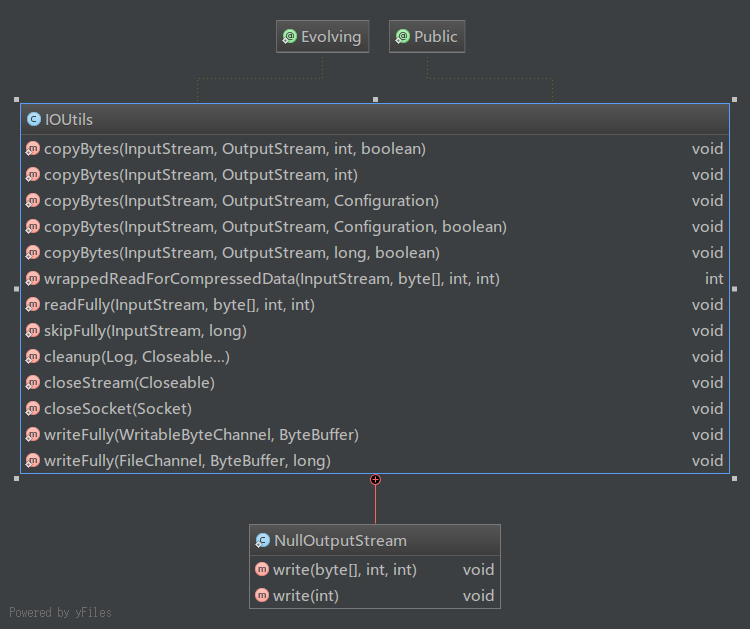 Evolving
Public
IOUtils
copyBytes(InputStream, OutputStream, int, boolean) void
copyBytes(InputStream, OutputStream, int) void
copyBytes(InputStream, OutputStream, Configuration) void
copyBytes(InputStream, OutputStream, Configuration, boolean) void
copyBytes(InputStream, OutputStream, long, boolean) void
wrappedReadForCompressedData(InputStream, byte[], int, int) int
readFully(InputStream, byte[], int, int) void
skipFully(InputStream, long) void
cleanup(Log, Closeable...) void
closeStream(Closeable) void
closeSocket(Socket) void
writeFully(WritableByteChannel, ByteBuffer) void
writeFully(FileChannel, ByteBuffer, long) void
NullOutputStream
write(byte[], int, int) void
write(int) void
Powered by yFiles